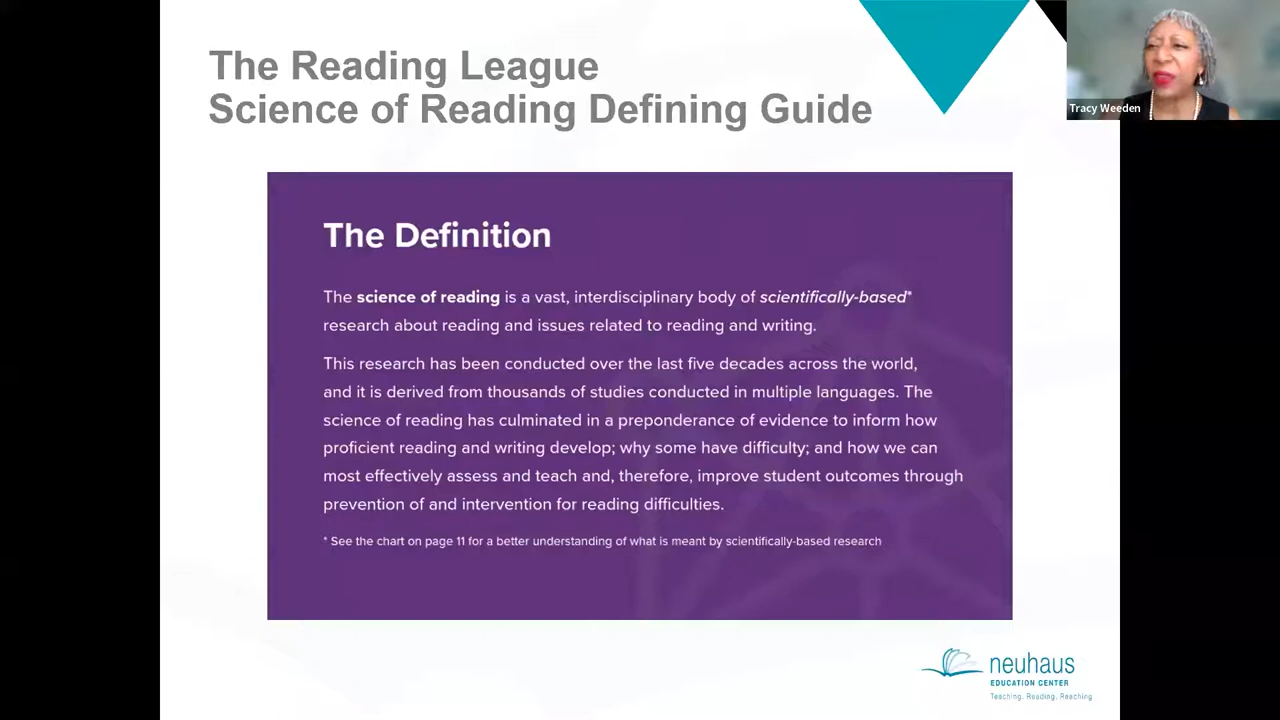 The Reading League
Science of Reading Defining Guide
Tracy Weeden
The Definition
The science of reading is a vast, interdisciplinary body of scientifically-based*
research about reading and issues related to reading and writing.
This research has been conducted over the last five decades across the world,
and it is derived from thousands of studies conducted in multiple languages. The
science of reading has culminated in a preponderance of evidence to inform how
proficient reading and writing develop; why some have difficulty; and how we can
most effectively assess and teach and, therefore, improve student outcomes through
prevention of and intervention for reading difficulties.
* See the chart on page 11 for a better understanding of what is meant by scientifically-based research
neuhaus
EDUCATION CENTER
Teaching. Reading. Reaching